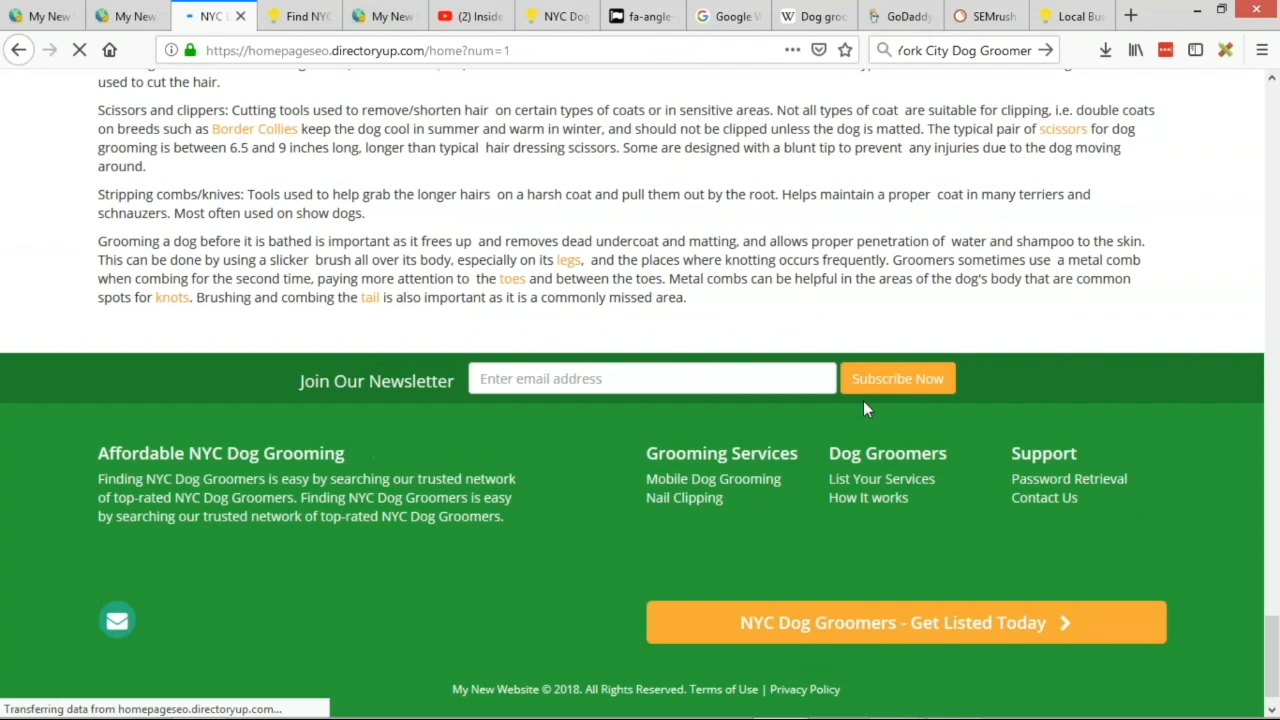 My New
My New
NYC
Find NYC
My New
(2) Inside
NYC Dog
fa-angle-
Google W
Dog groo
GoDaddy
SEMrush
Local Bus
https://homepageseo.directoryup.com/home?num=1
York City Dog Groomer
used to cut the hair.
Scissors and clippers: Cutting tools used to remove/shorten hair on certain types of coats or in sensitive areas. Not all types of coat are suitable for clipping, i.e. double coats
on breeds such as Border Collies keep the dog cool in summer and warm in winter, and should not be clipped unless the dog is matted. The typical pair of scissors for dog
grooming is between 6.5 and 9 inches long, longer than typical hair dressing scissors. Some are designed with a blunt tip to prevent any injuries due to the dog moving
around.
Stripping combs/knives: Tools used to help grab the longer hairs on a harsh coat and pull them out by the root. Helps maintain a proper coat in many terriers and
schnauzers. Most often used on show dogs.
Grooming a dog before it is bathed is important as it frees up and removes dead undercoat and matting, and allows proper penetration of water and shampoo to the skin.
This can be done by using a slicker brush all over its body, especially on its legs, and the places where knotting occurs frequently. Groomers sometimes use a metal comb
when combing for the second time, paying more attention to the toes and between the toes. Metal combs can be helpful in the areas of the dog's body that are common
spots for knots. Brushing and combing the tail is also important as it is a commonly missed area.
Join Our Newsletter
Enter email address
Subscribe Now
Affordable NYC Dog Grooming
Finding NYC Dog Groomers is easy by searching our trusted network
of top-rated NYC Dog Groomers. Finding NYC Dog Groomers is easy
by searching our trusted network of top-rated NYC Dog Groomers.
Grooming Services
Mobile Dog Grooming
Nail Clipping
Dog Groomers
List Your Services
How It works
Support
Password Retrieval
Contact Us
NYC Dog Groomers - Get Listed Today
My New Website © 2018. All Rights Reserved. Terms of Use | Privacy Policy
Transferring data from homepageseo.directoryup.com...